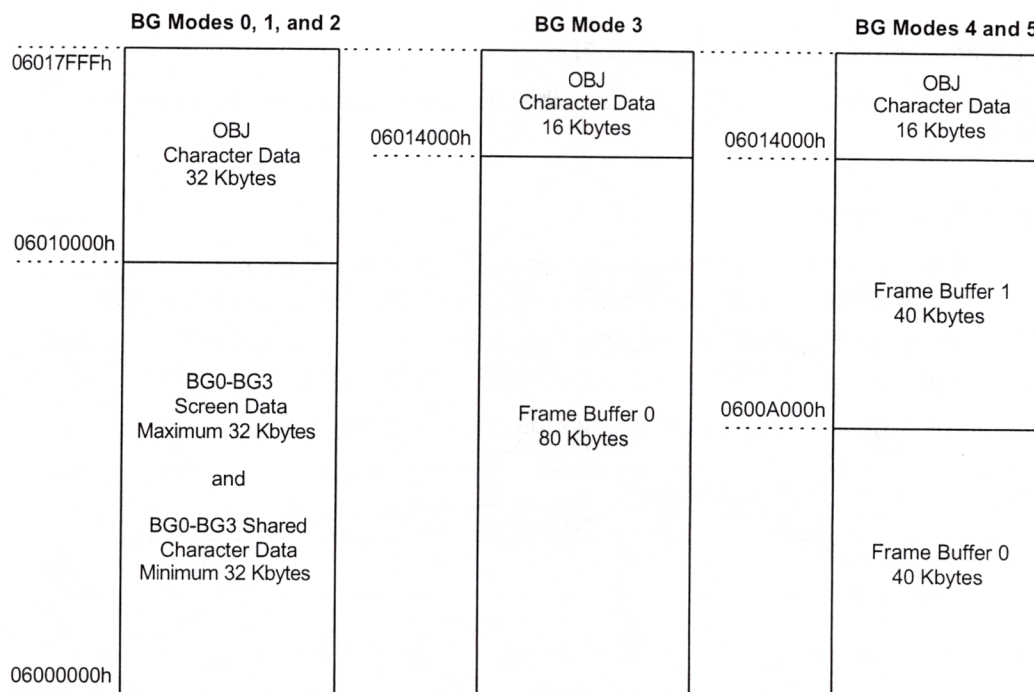 BG Modes 0, 1, and 2
06017FFFh
OBJ
Character Data
32 Kbytes
06010000h
BG0-BG3
Screen Data
Maximum 32 Kbytes
and
BG0-BG3 Shared
Character Data
Minimum 32 Kbytes
06000000h
BG Mode 3
OBJ
Character Data
16 Kbytes
06014000h
Frame Buffer 0
80 Kbytes
BG Modes 4 and 5
OBJ
Character Data
16 Kbytes
06014000h
Frame Buffer 1
40 Kbytes
0600A000h
Frame Buffer 0
40 Kbytes